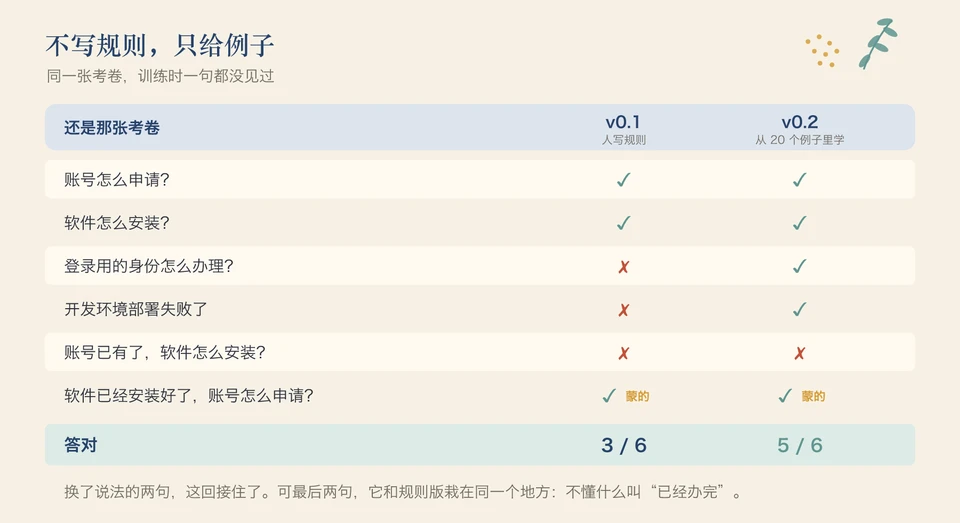 不写规则，只给例子
同一张考卷，训练时一句都没见过
还是那张考卷 v0.1 v0.2
人写规则 从 20 个例子里学
账号怎么申请? ✓ ✓
软件怎么安装? ✓ ✓
登录用的身份怎么办理? ✗ ✓
开发环境部署失败了 ✗ ✓
账号已有了，软件怎么安装? ✗ ✗
软件已经安装好了，账号怎么申请? ✓ 蒙的 ✓ 蒙的
答对 3 / 6 5 / 6
换了说法的两句，这回接住了。可最后两句，它和规则版栽在同一个地方：不懂什么叫“已经办完”。